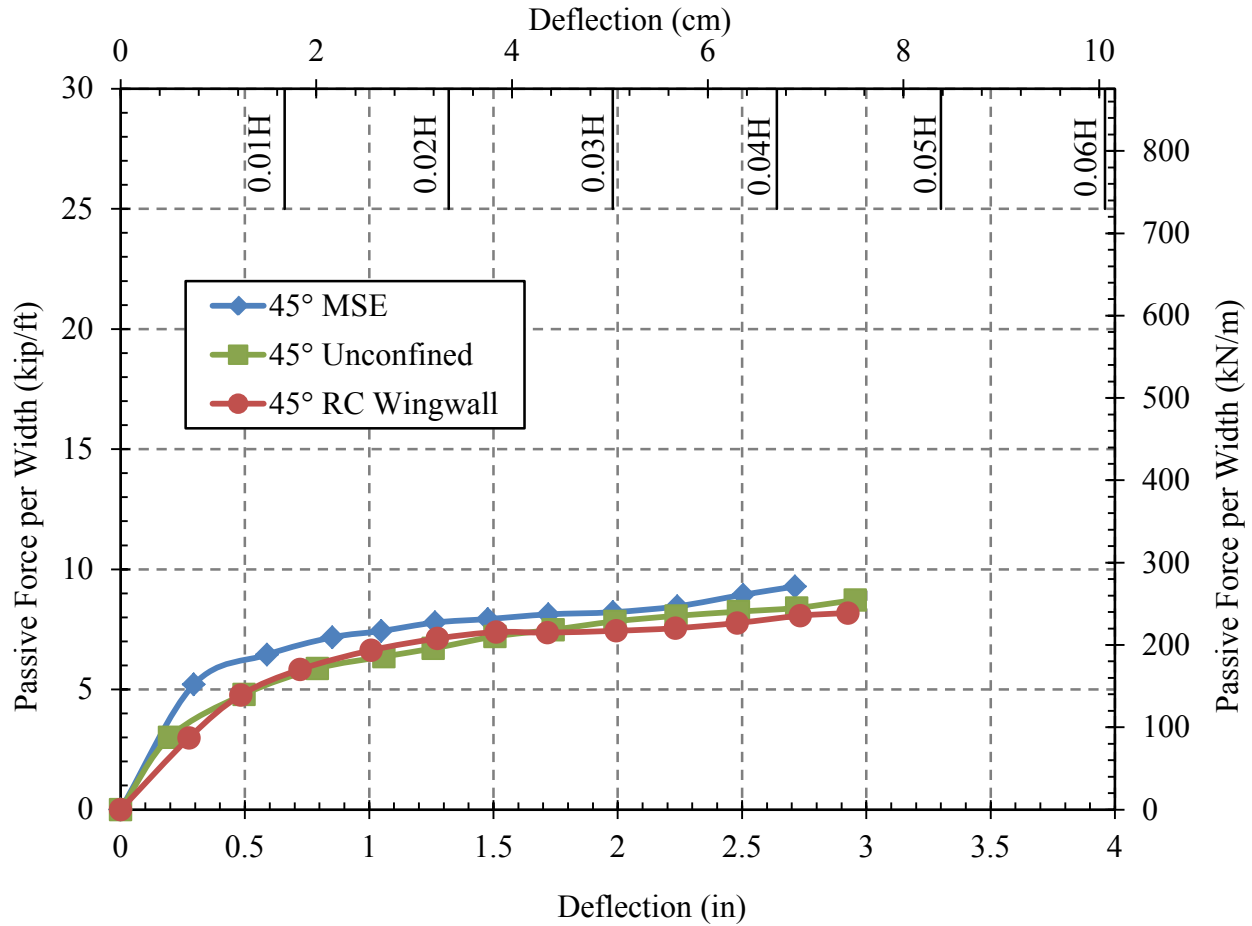 Deflection (cm)
0 2 4 6 8 10
30
25
20
15
10
5
0
Passive Force per Width (kip/ft)
0.01H
0.02H
0.03H
0.04H
0.05H
0.06H
45° MSE
45° Unconfined
45° RC Wingwall
800
700
600
500
400
300
200
100
0
Passive Force per Width (kN/m)
0 0.5 1 1.5 2 2.5 3 3.5 4
Deflection (in)